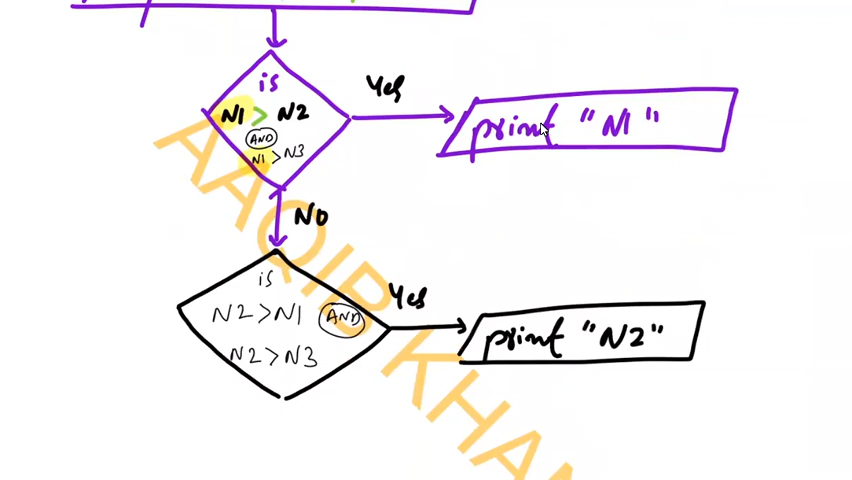 is
N1 > N2
AND
N1 > N3
Yes
print "N1"
No
is
N2 > N1 AND
N2 > N3
Yes
print "N2"
AAQIB KHAN